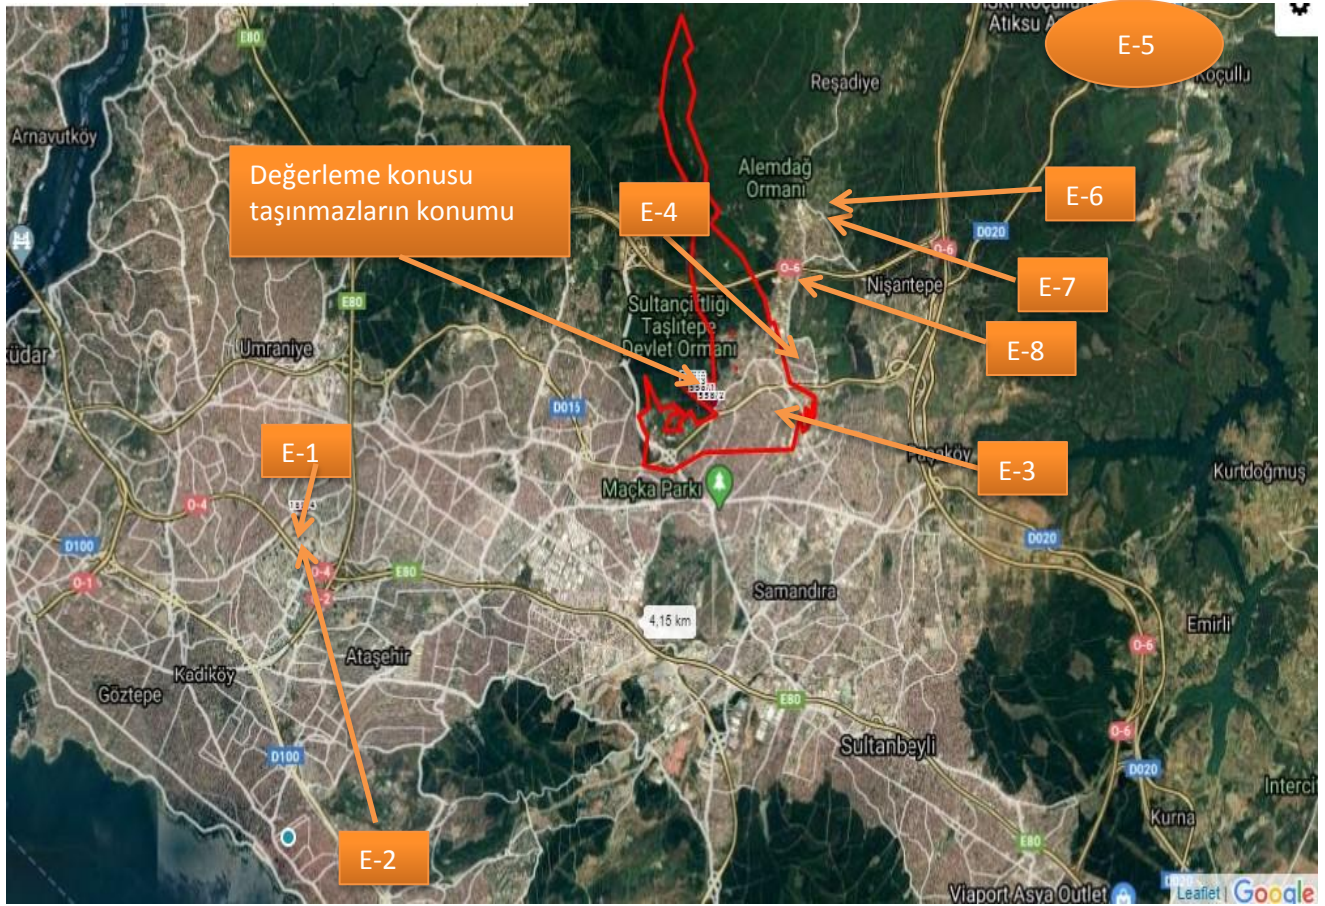 Atıksu
E-5
E80
Koçullu
Reşadiye
Arnavutköy
Değerleme konusu
taşınmazların konumu
Alemdağ
Ormanı
E-4
E-6
D020
O-6
O-6
Nişantepe
E-7
E80
Sultançiftliği
Taşlıtepe
Devlet Ormanı
Ümraniye
E-8
D015
E-1
Paşaköy
E-3
Kurtdoğmuş
Maçka Parkı
O-4
D100
D020
O-4
E80
O-1
O-2
Samandıra
4,15 km
Emirli
O-6
Ataşehir
Kadıköy
Göztepe
E80
O-6
Sultanbeyli
D100
D020
Kurna
E80
E-2
Viaport Asya Outlet
D020
Leaflet | Google